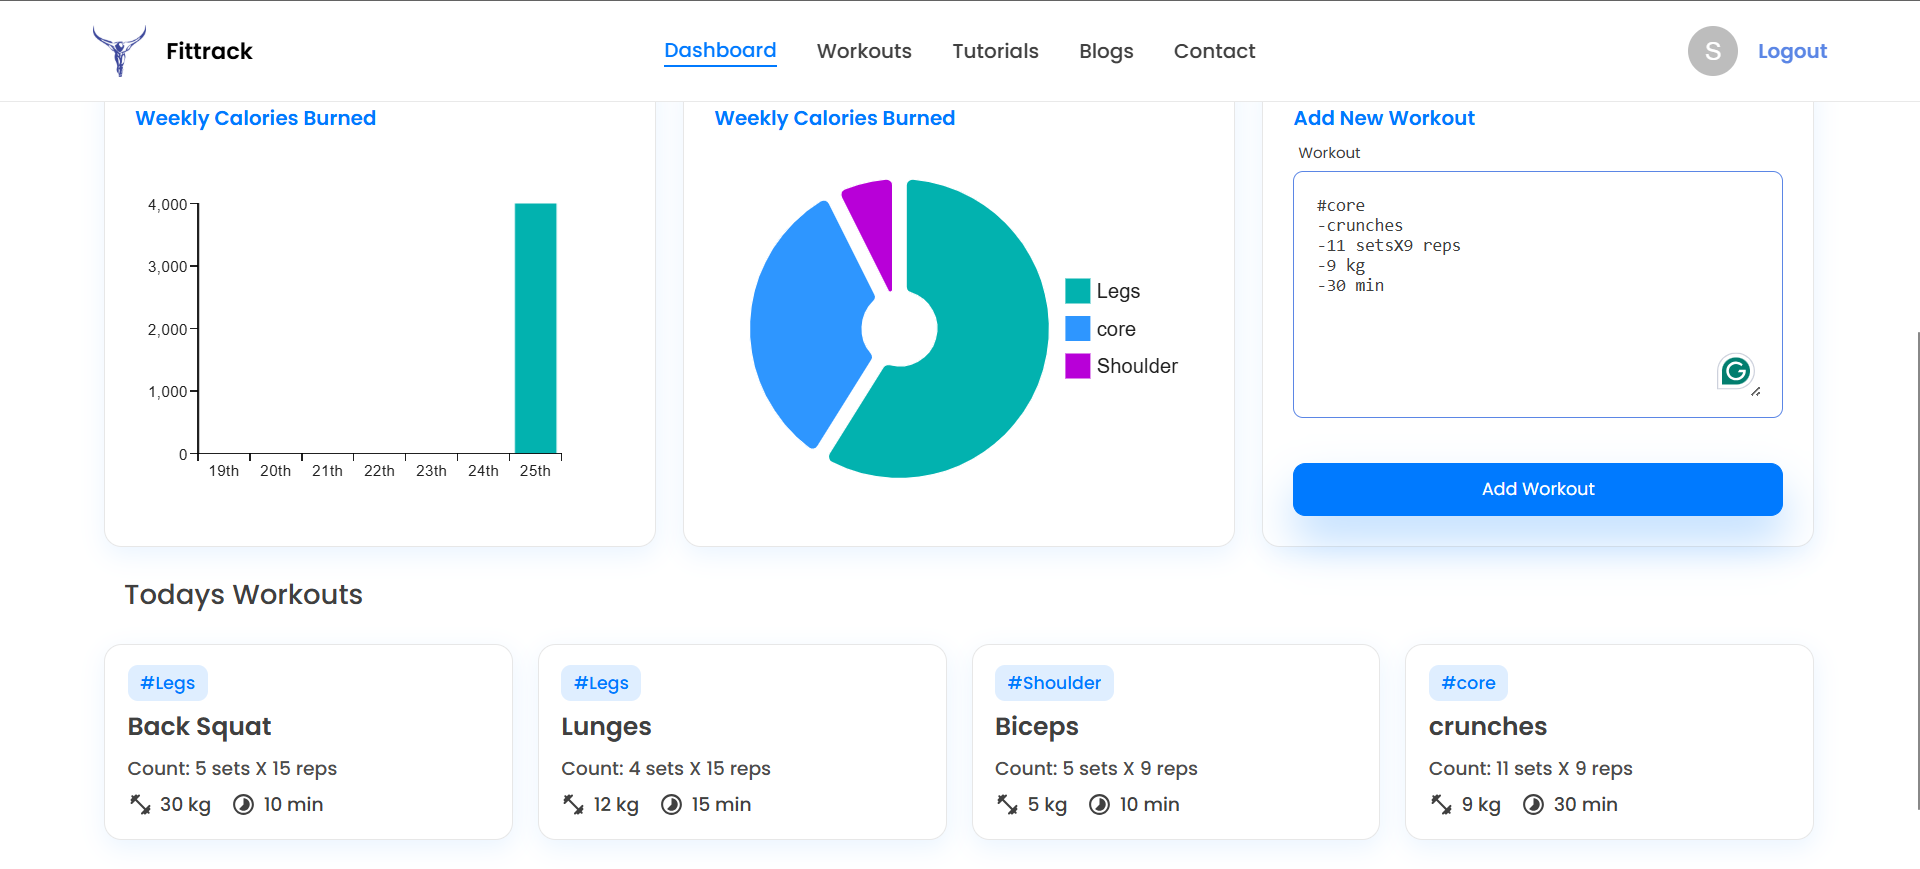 Fittrack
Dashboard
Workouts
Tutorials
Blogs
Contact
S
Logout
Weekly Calories Burned
4,000
3,000
2,000
1,000
0
19th 20th 21th 22th 23th 24th 25th
Weekly Calories Burned
Legs
core
Shoulder
Add New Workout
Workout
#core
-crunches
-11 setsX9 reps
-9 kg
-30 min
G
Add Workout
Todays Workouts
#Legs
Back Squat
Count: 5 sets X 15 reps
30 kg 10 min
#Legs
Lunges
Count: 4 sets X 15 reps
12 kg 15 min
#Shoulder
Biceps
Count: 5 sets X 9 reps
5 kg 10 min
#core
crunches
Count: 11 sets X 9 reps
9 kg 30 min